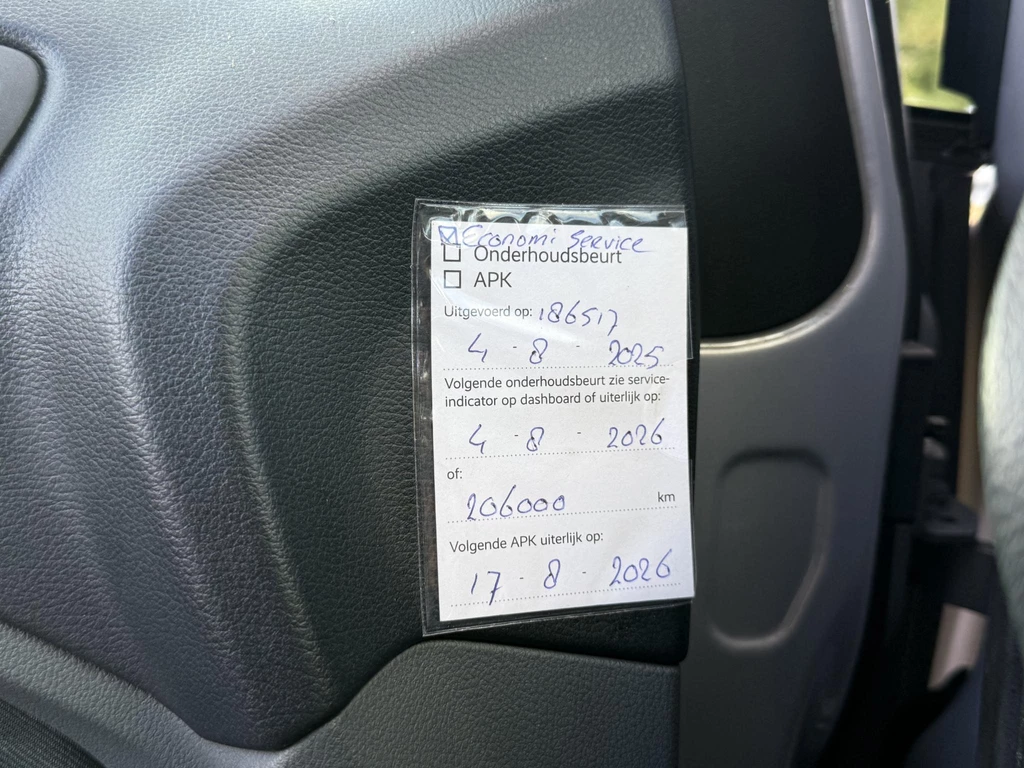 ☑ Economi Service
☐ Onderhoudsbeurt
☐ APK
Uitgevoerd op: 186517
4 - 8 - 2025
Volgende onderhoudsbeurt zie service-
indicator op dashboard of uiterlijk op:
4 - 8 - 2026
of:
206000 km
Volgende APK uiterlijk op:
17 - 8 - 2026